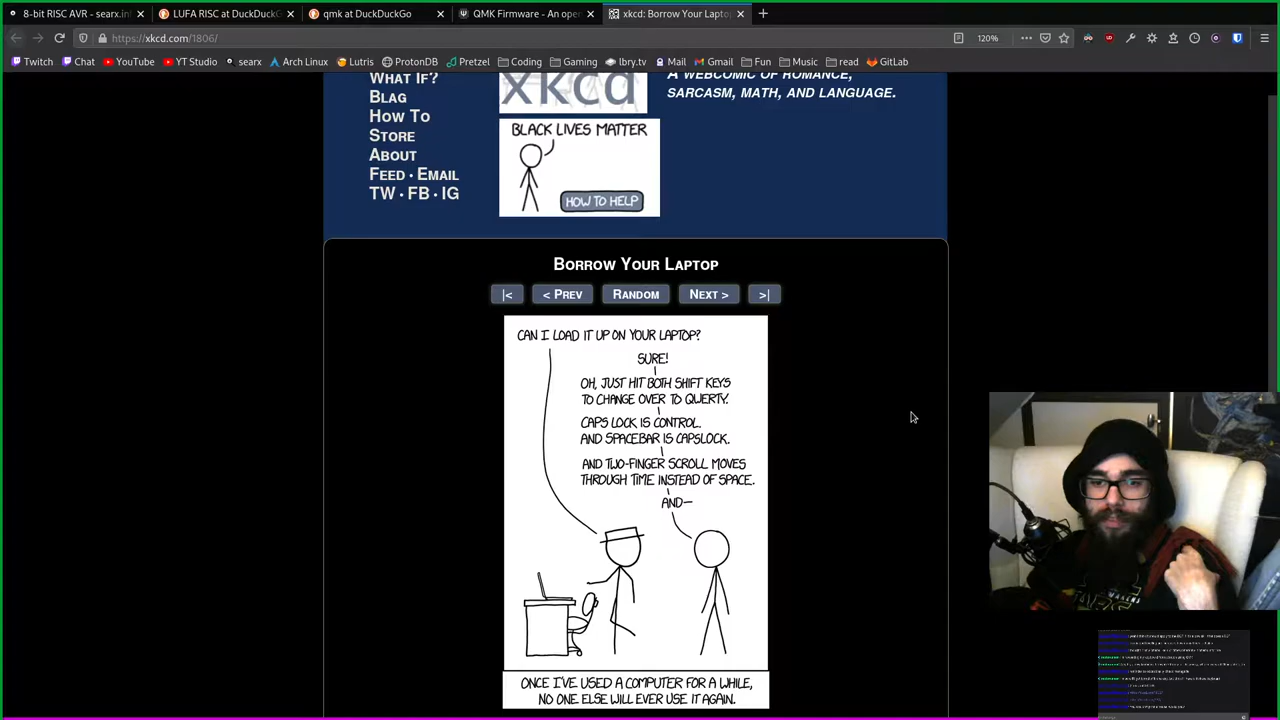 8-bit RISC AVR - searx.in
LUFA RISC at DuckDuckG
qmk at DuckDuckGo
QMK Firmware - An open
xkcd: Borrow Your Laptop
https://xkcd.com/1806/
120%
Twitch
Chat
YouTube
YT Studio
searx
Arch Linux
Lutris
ProtonDB
Pretzel
Coding
Gaming
lbry.tv
Mail
Gmail
Fun
Music
read
GitLab
What If?
Blag
How To
Store
About
Feed • Email
TW • FB • IG
xkcd
A webcomic of romance,
sarcasm, math, and language.
BLACK LIVES MATTER
HOW TO HELP
Borrow Your Laptop
|<
< Prev
Random
Next >
>|
CAN I LOAD IT UP ON YOUR LAPTOP?
SURE!
OH, JUST HIT BOTH SHIFT KEYS
TO CHANGE OVER TO QWERTY.
CAPS LOCK IS CONTROL.
AND SPACEBAR IS CAPSLOCK.
AND TWO-FINGER SCROLL MOVES
THROUGH TIME INSTEAD OF SPACE.
AND—
ONCE I'VE USED A COMPUTER FOR A WHILE,
NO ONE ELSE WILL EVER USE IT AGAIN.